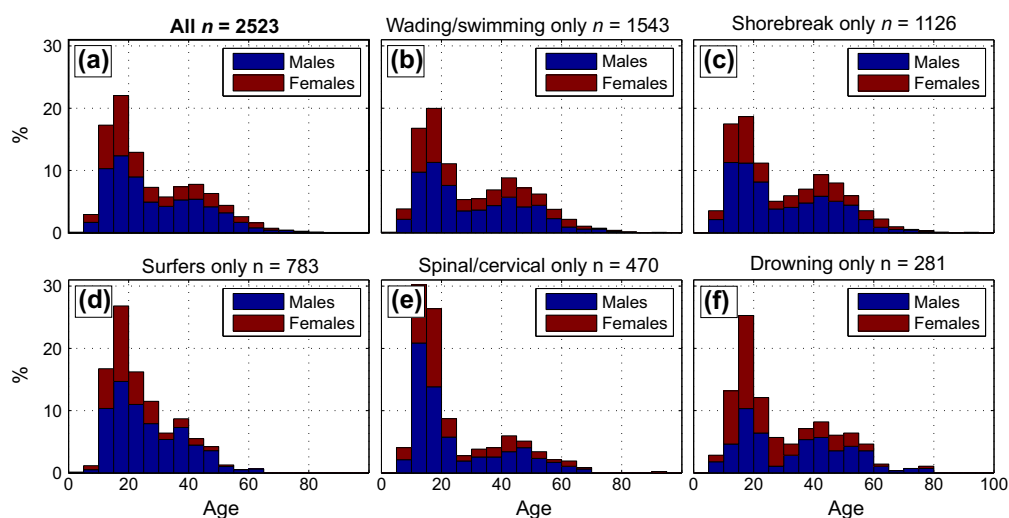 All n = 2523
Wading/swimming only n = 1543
Shorebreak only n = 1126
30
20
10
0
%
(a)
Males
Females
(b)
Males
Females
(c)
Males
Females
Surfers only n = 783
Spinal/cervical only n = 470
Drowning only n = 281
30
20
10
0
%
(d)
Males
Females
(e)
Males
Females
(f)
Males
Females
0 20 40 60 80
0 20 40 60 80
0 20 40 60 80 100
Age
Age
Age